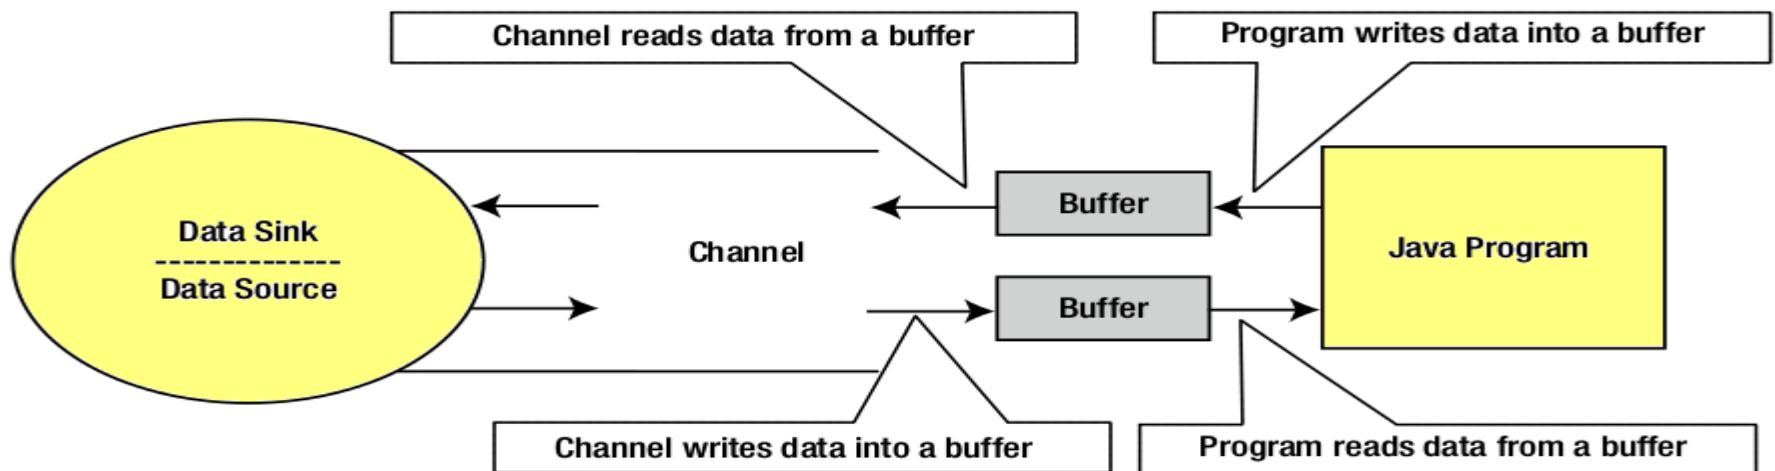 Channel reads data from a buffer
Program writes data into a buffer
Data Sink
--------------
Data Source
Channel
Buffer
Buffer
Java Program
Channel writes data into a buffer
Program reads data from a buffer